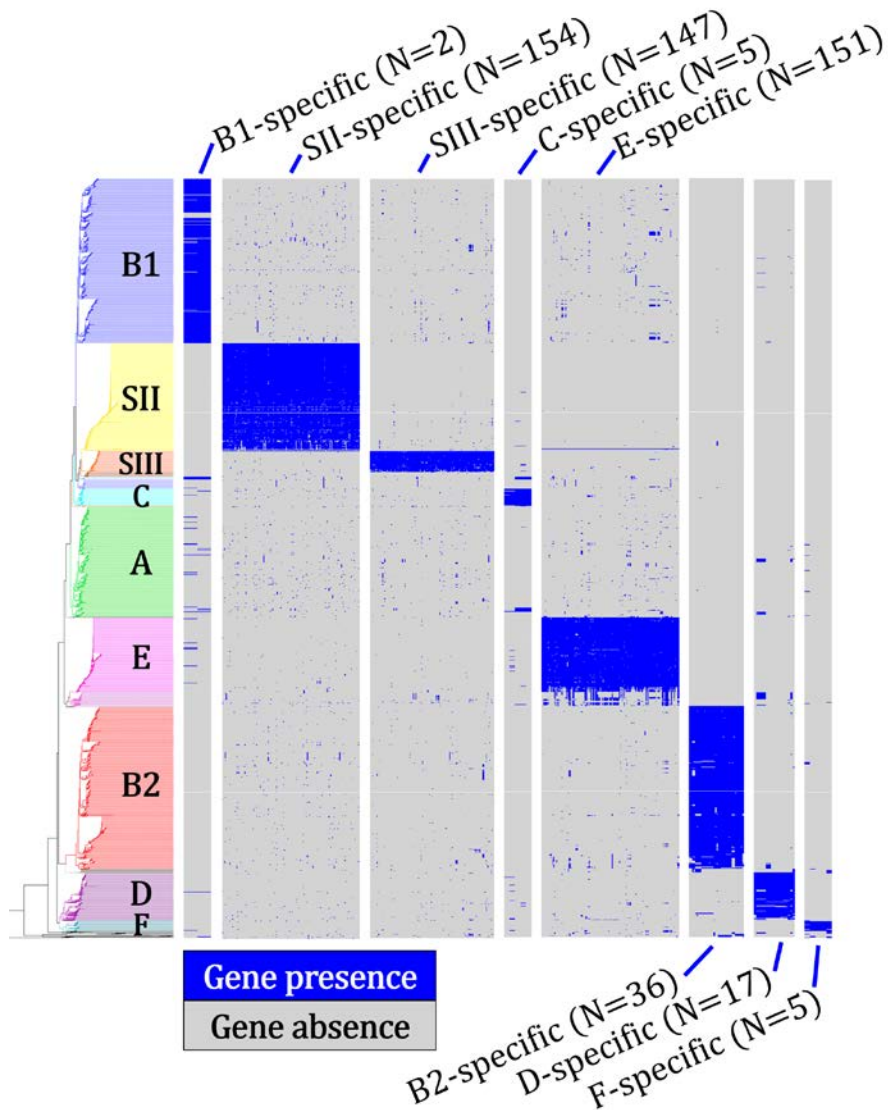 B1-specific (N=2)
SII-specific (N=154)
SIII-specific (N=147)
C-specific (N=5)
E-specific (N=151)
B1
SII
SIII
C
A
E
B2
D
F
Gene presence
Gene absence
B2-specific (N=36)
D-specific (N=17)
F-specific (N=5)